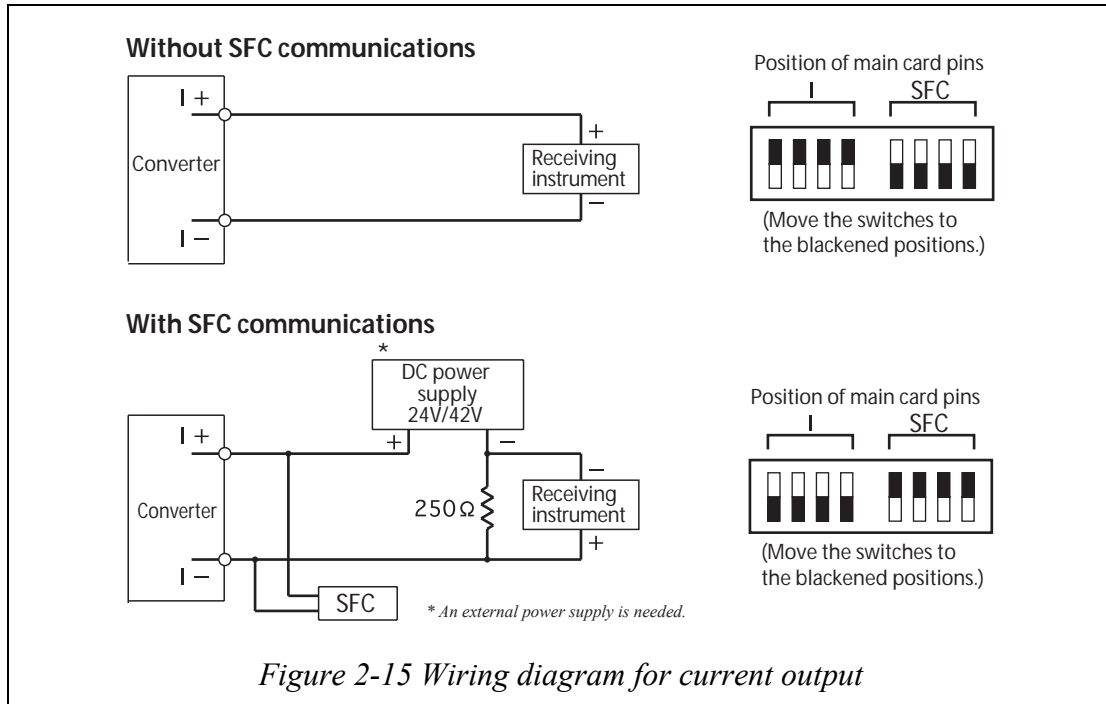 Without SFC communications
I +
Converter
I −
+
Receiving
instrument
−
Position of main card pins
I SFC
(Move the switches to
the blackened positions.)
With SFC communications
*
DC power
supply
24V/42V
+ −
I +
Converter
I −
250Ω
−
Receiving
instrument
+
SFC
* An external power supply is needed.
Position of main card pins
I SFC
(Move the switches to
the blackened positions.)
Figure 2-15 Wiring diagram for current output